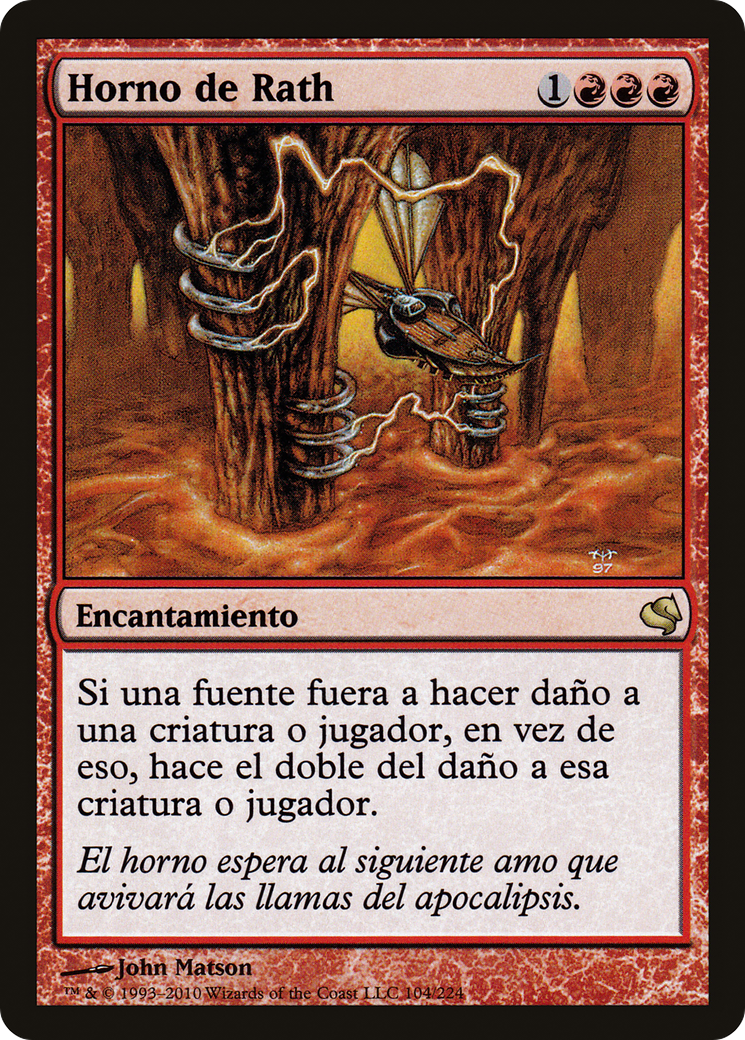 Horno de Rath 1
97
Encantamiento
Si una fuente fuera a hacer daño a
una criatura o jugador, en vez de
eso, hace el doble del daño a esa
criatura o jugador.
El horno espera al siguiente amo que
avivará las llamas del apocalipsis.
John Matson
™ & © 1993–2010 Wizards of the Coast LLC 104/224